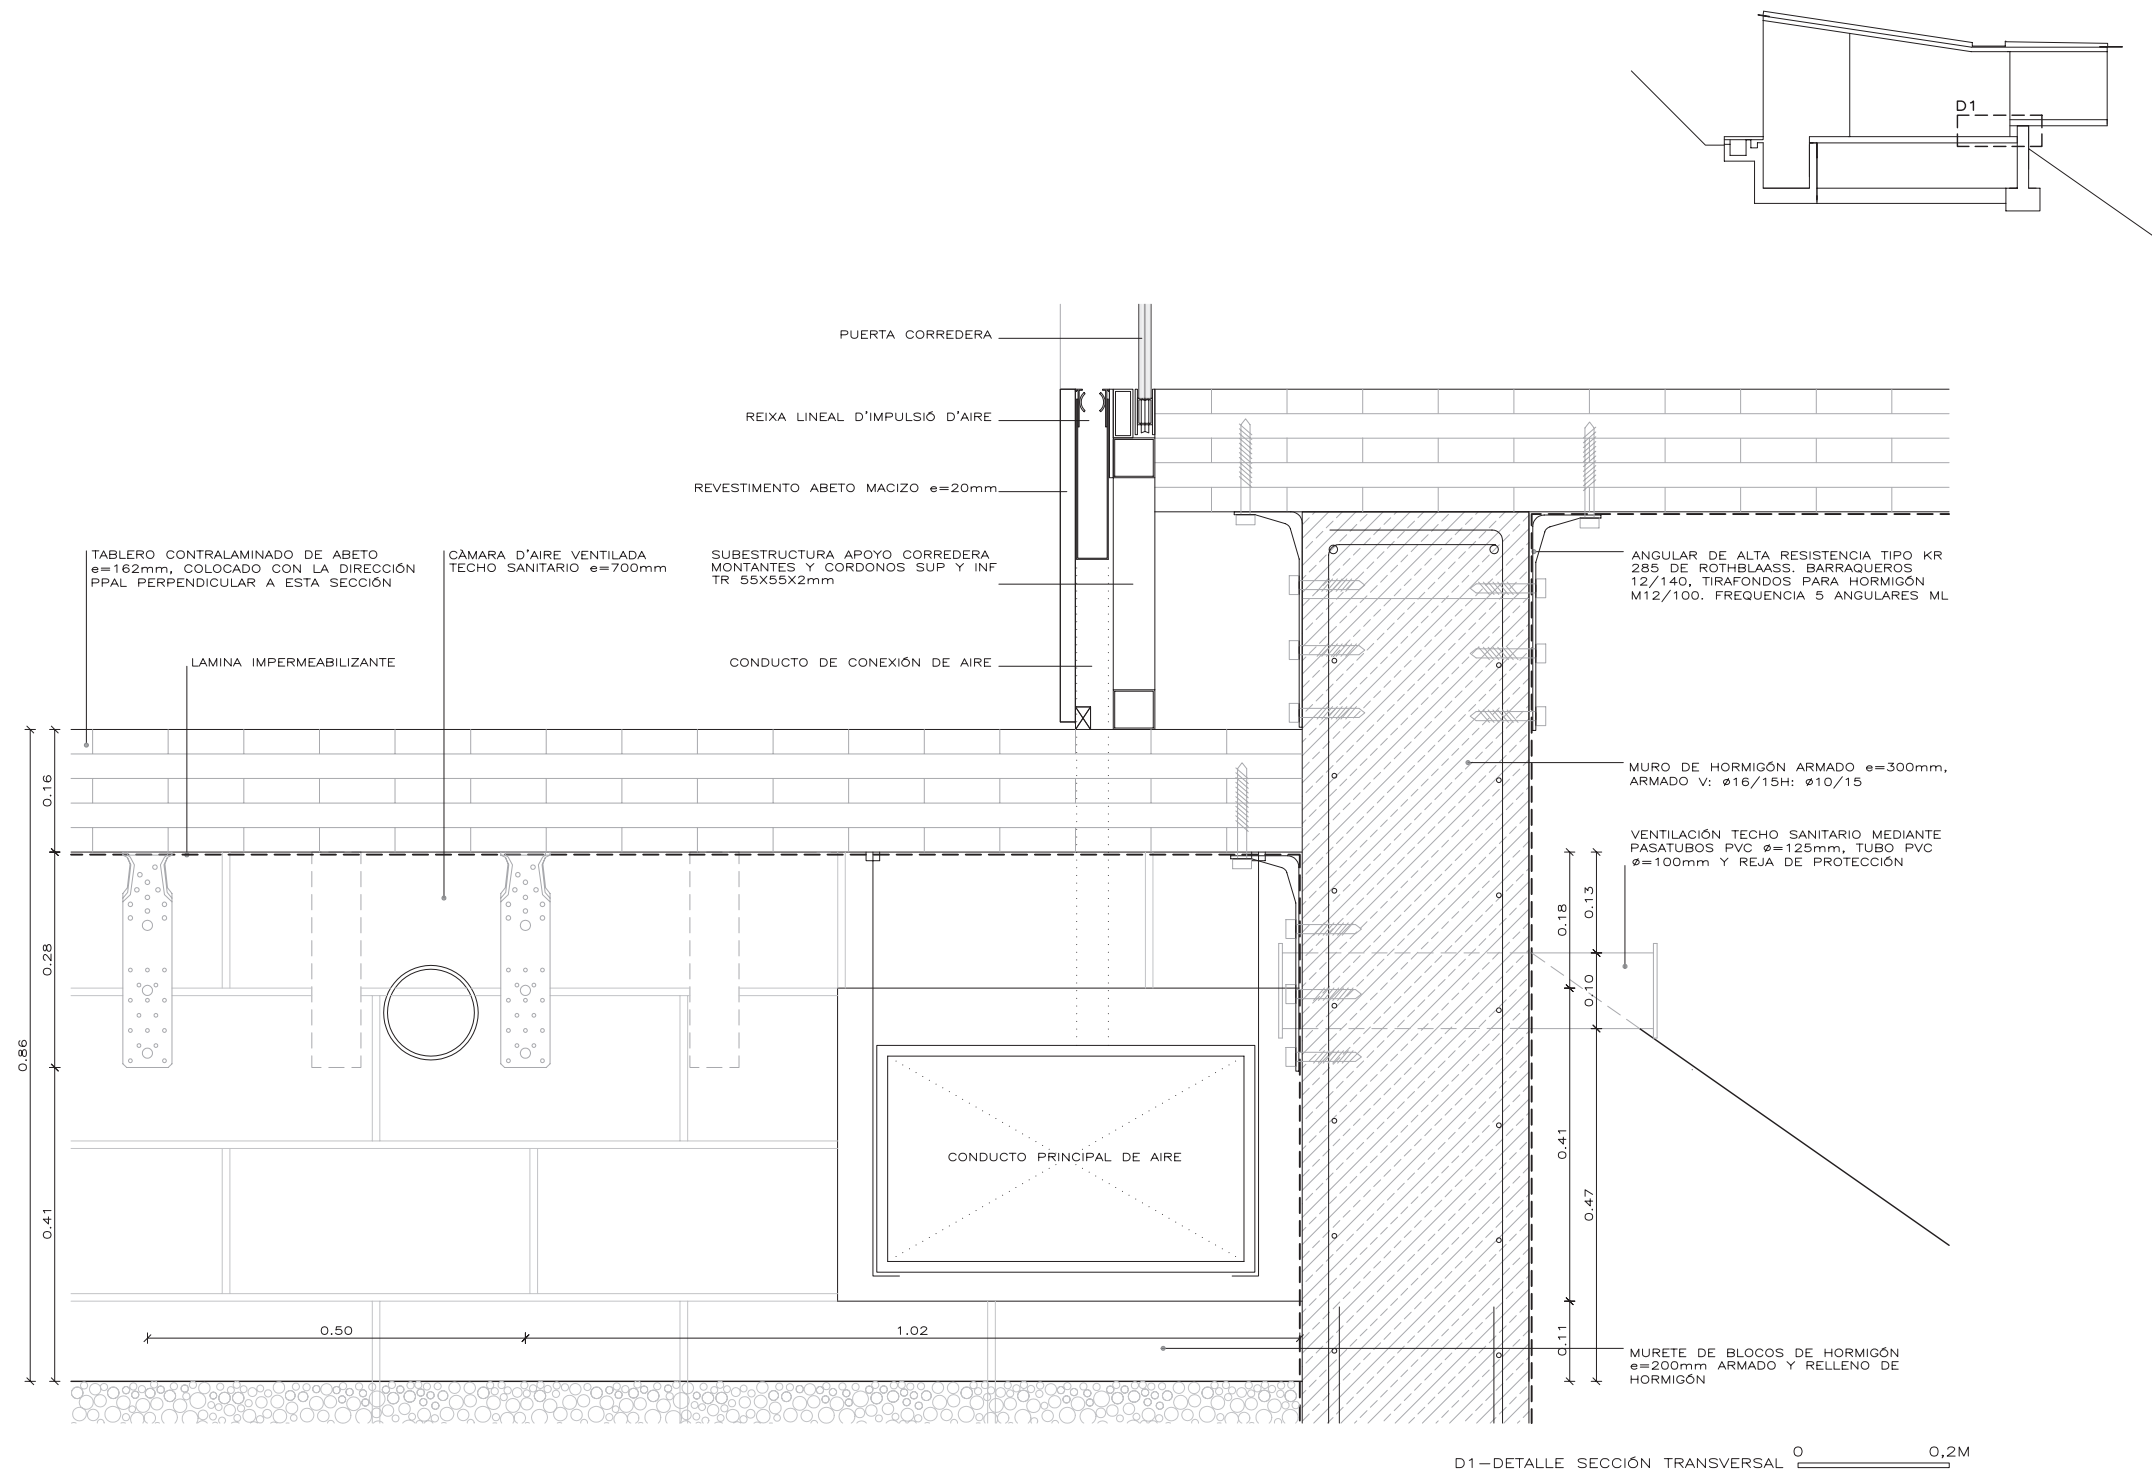 D1
PUERTA CORREDERA
REIXA LINEAL D'IMPULSIÓ D'AIRE
REVESTIMENTO ABETO MACIZO e=20mm
TABLERO CONTRALAMINADO DE ABETO
e=162mm, COLOCADO CON LA DIRECCIÓN
PPAL PERPENDICULAR A ESTA SECCIÓN
CÀMARA D'AIRE VENTILADA
TECHO SANITARIO e=700mm
SUBESTRUCTURA APOYO CORREDERA
MONTANTES Y CORDONOS SUP Y INF
TR 55X55X2mm
ANGULAR DE ALTA RESISTENCIA TIPO KR
285 DE ROTHBLAASS. BARRAQUEROS
12/140, TIRAFONDOS PARA HORMIGÓN
M12/100. FREQUENCIA 5 ANGULARES ML
LAMINA IMPERMEABILIZANTE
CONDUCTO DE CONEXIÓN DE AIRE
MURO DE HORMIGÓN ARMADO e=300mm,
ARMADO V: ø16/15H: ø10/15
VENTILACIÓN TECHO SANITARIO MEDIANTE
PASATUBOS PVC ø=125mm, TUBO PVC
ø=100mm Y REJA DE PROTECCIÓN
0.86
0.16
0.28
0.41
0.18
0.13
0.10
0.41
0.47
0.11
CONDUCTO PRINCIPAL DE AIRE
0.50
1.02
MURETE DE BLOCOS DE HORMIGÓN
e=200mm ARMADO Y RELLENO DE
HORMIGÓN
D1-DETALLE SECCIÓN TRANSVERSAL
0 0,2M